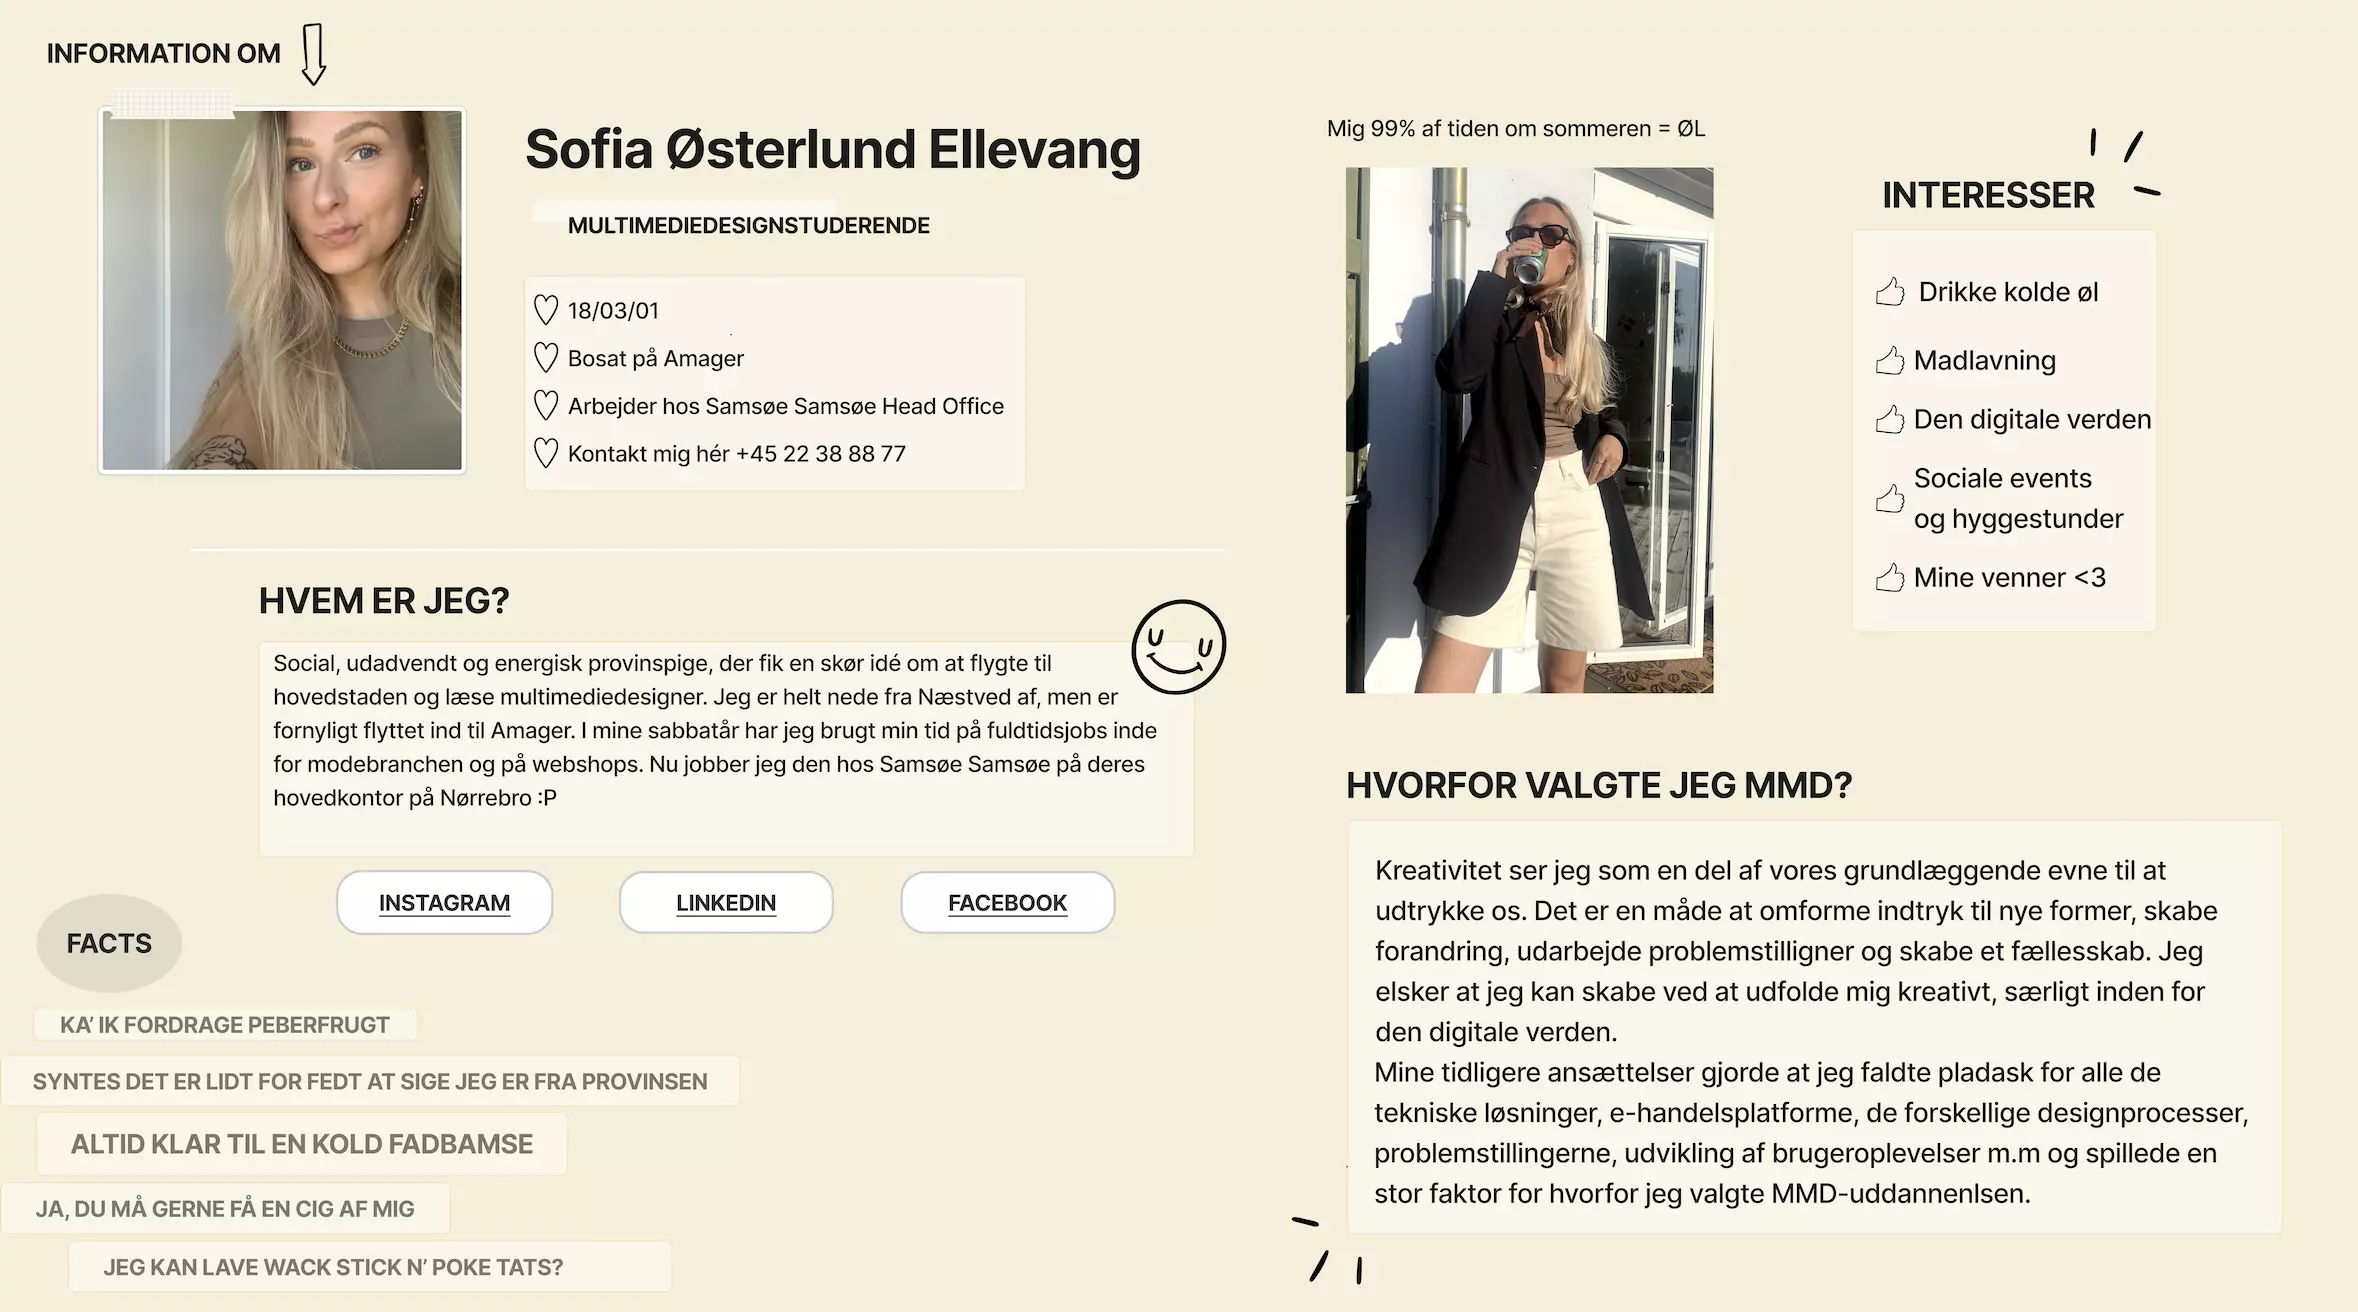 INFORMATION OM
Sofia Østerlund Ellevang
MULTIMEDIEDESIGNSTUDERENDE
18/03/01
Bosat på Amager
Arbejder hos Samsøe Samsøe Head Office
Kontakt mig hér +45 22 38 88 77
HVEM ER JEG?
Social, udadvendt og energisk provinspige, der fik en skør idé om at flygte til
hovedstaden og læse multimediedesigner. Jeg er helt nede fra Næstved af, men er
fornyligt flyttet ind til Amager. I mine sabbatår har jeg brugt min tid på fuldtidsjobs inde
for modebranchen og på webshops. Nu jobber jeg den hos Samsøe Samsøe på deres
hovedkontor på Nørrebro :P
INSTAGRAM
LINKEDIN
FACEBOOK
FACTS
KA' IK FORDRAGE PEBERFRUGT
SYNTES DET ER LIDT FOR FEDT AT SIGE JEG ER FRA PROVINSEN
ALTID KLAR TIL EN KOLD FADBAMSE
JA, DU MÅ GERNE FÅ EN CIG AF MIG
JEG KAN LAVE WACK STICK N' POKE TATS?
Mig 99% af tiden om sommeren = ØL
INTERESSER
Drikke kolde øl
Madlavning
Den digitale verden
Sociale events
og hyggestunder
Mine venner <3
HVORFOR VALGTE JEG MMD?
Kreativitet ser jeg som en del af vores grundlæggende evne til at
udtrykke os. Det er en måde at omforme indtryk til nye former, skabe
forandring, udarbejde problemstilligner og skabe et fællesskab. Jeg
elsker at jeg kan skabe ved at udfolde mig kreativt, særligt inden for
den digitale verden.
Mine tidligere ansættelser gjorde at jeg faldte pladask for alle de
tekniske løsninger, e-handelsplatforme, de forskellige designprocesser,
problemstillingerne, udvikling af brugeroplevelser m.m og spillede en
stor faktor for hvorfor jeg valgte MMD-uddannenlsen.